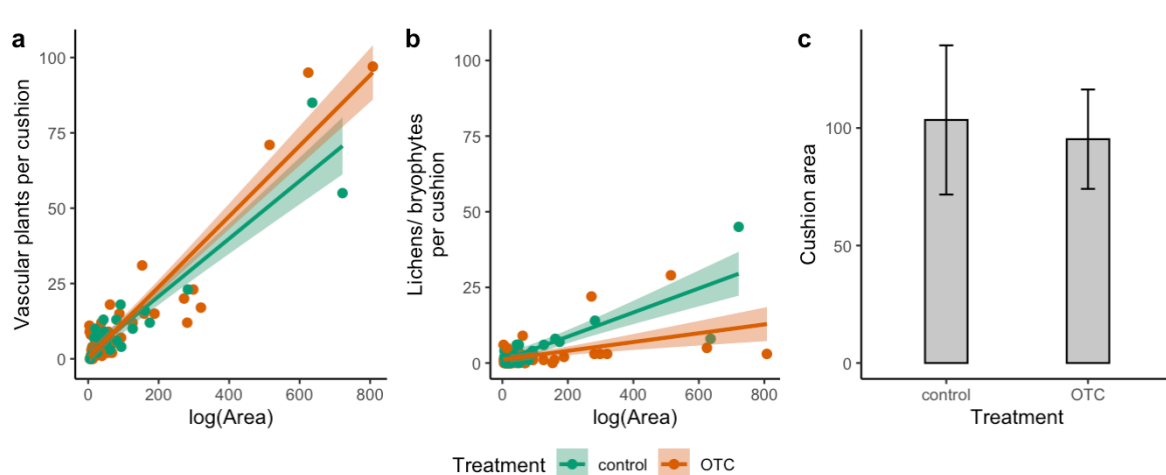 a
Vascular plants per cushion
100
75
50
25
0
0 200 400 600 800
log(Area)
b
Lichens/ bryophytes
per cushion
100
75
50
25
0
0 200 400 600 800
log(Area)
c
Cushion area
100
50
0
control OTC
Treatment
Treatment control OTC